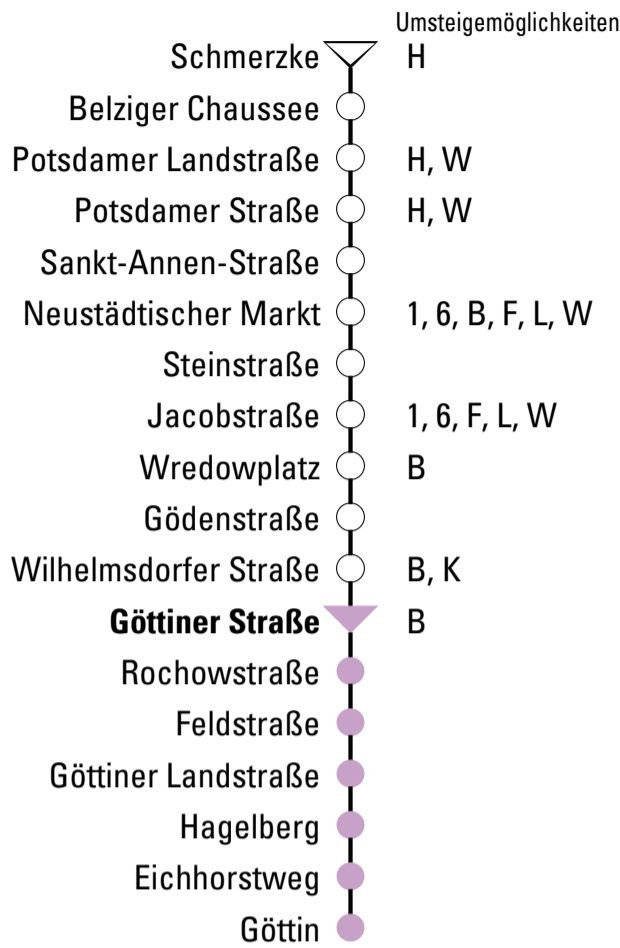 Umsteigemöglichkeiten
Schmerzke H
Belziger Chaussee
Potsdamer Landstraße H, W
Potsdamer Straße H, W
Sankt-Annen-Straße
Neustädtischer Markt 1, 6, B, F, L, W
Steinstraße
Jacobstraße 1, 6, F, L, W
Wredowplatz B
Gödenstraße
Wilhelmsdorfer Straße B, K
Göttiner Straße B
Rochowstraße
Feldstraße
Göttiner Landstraße
Hagelberg
Eichhorstweg
Göttin